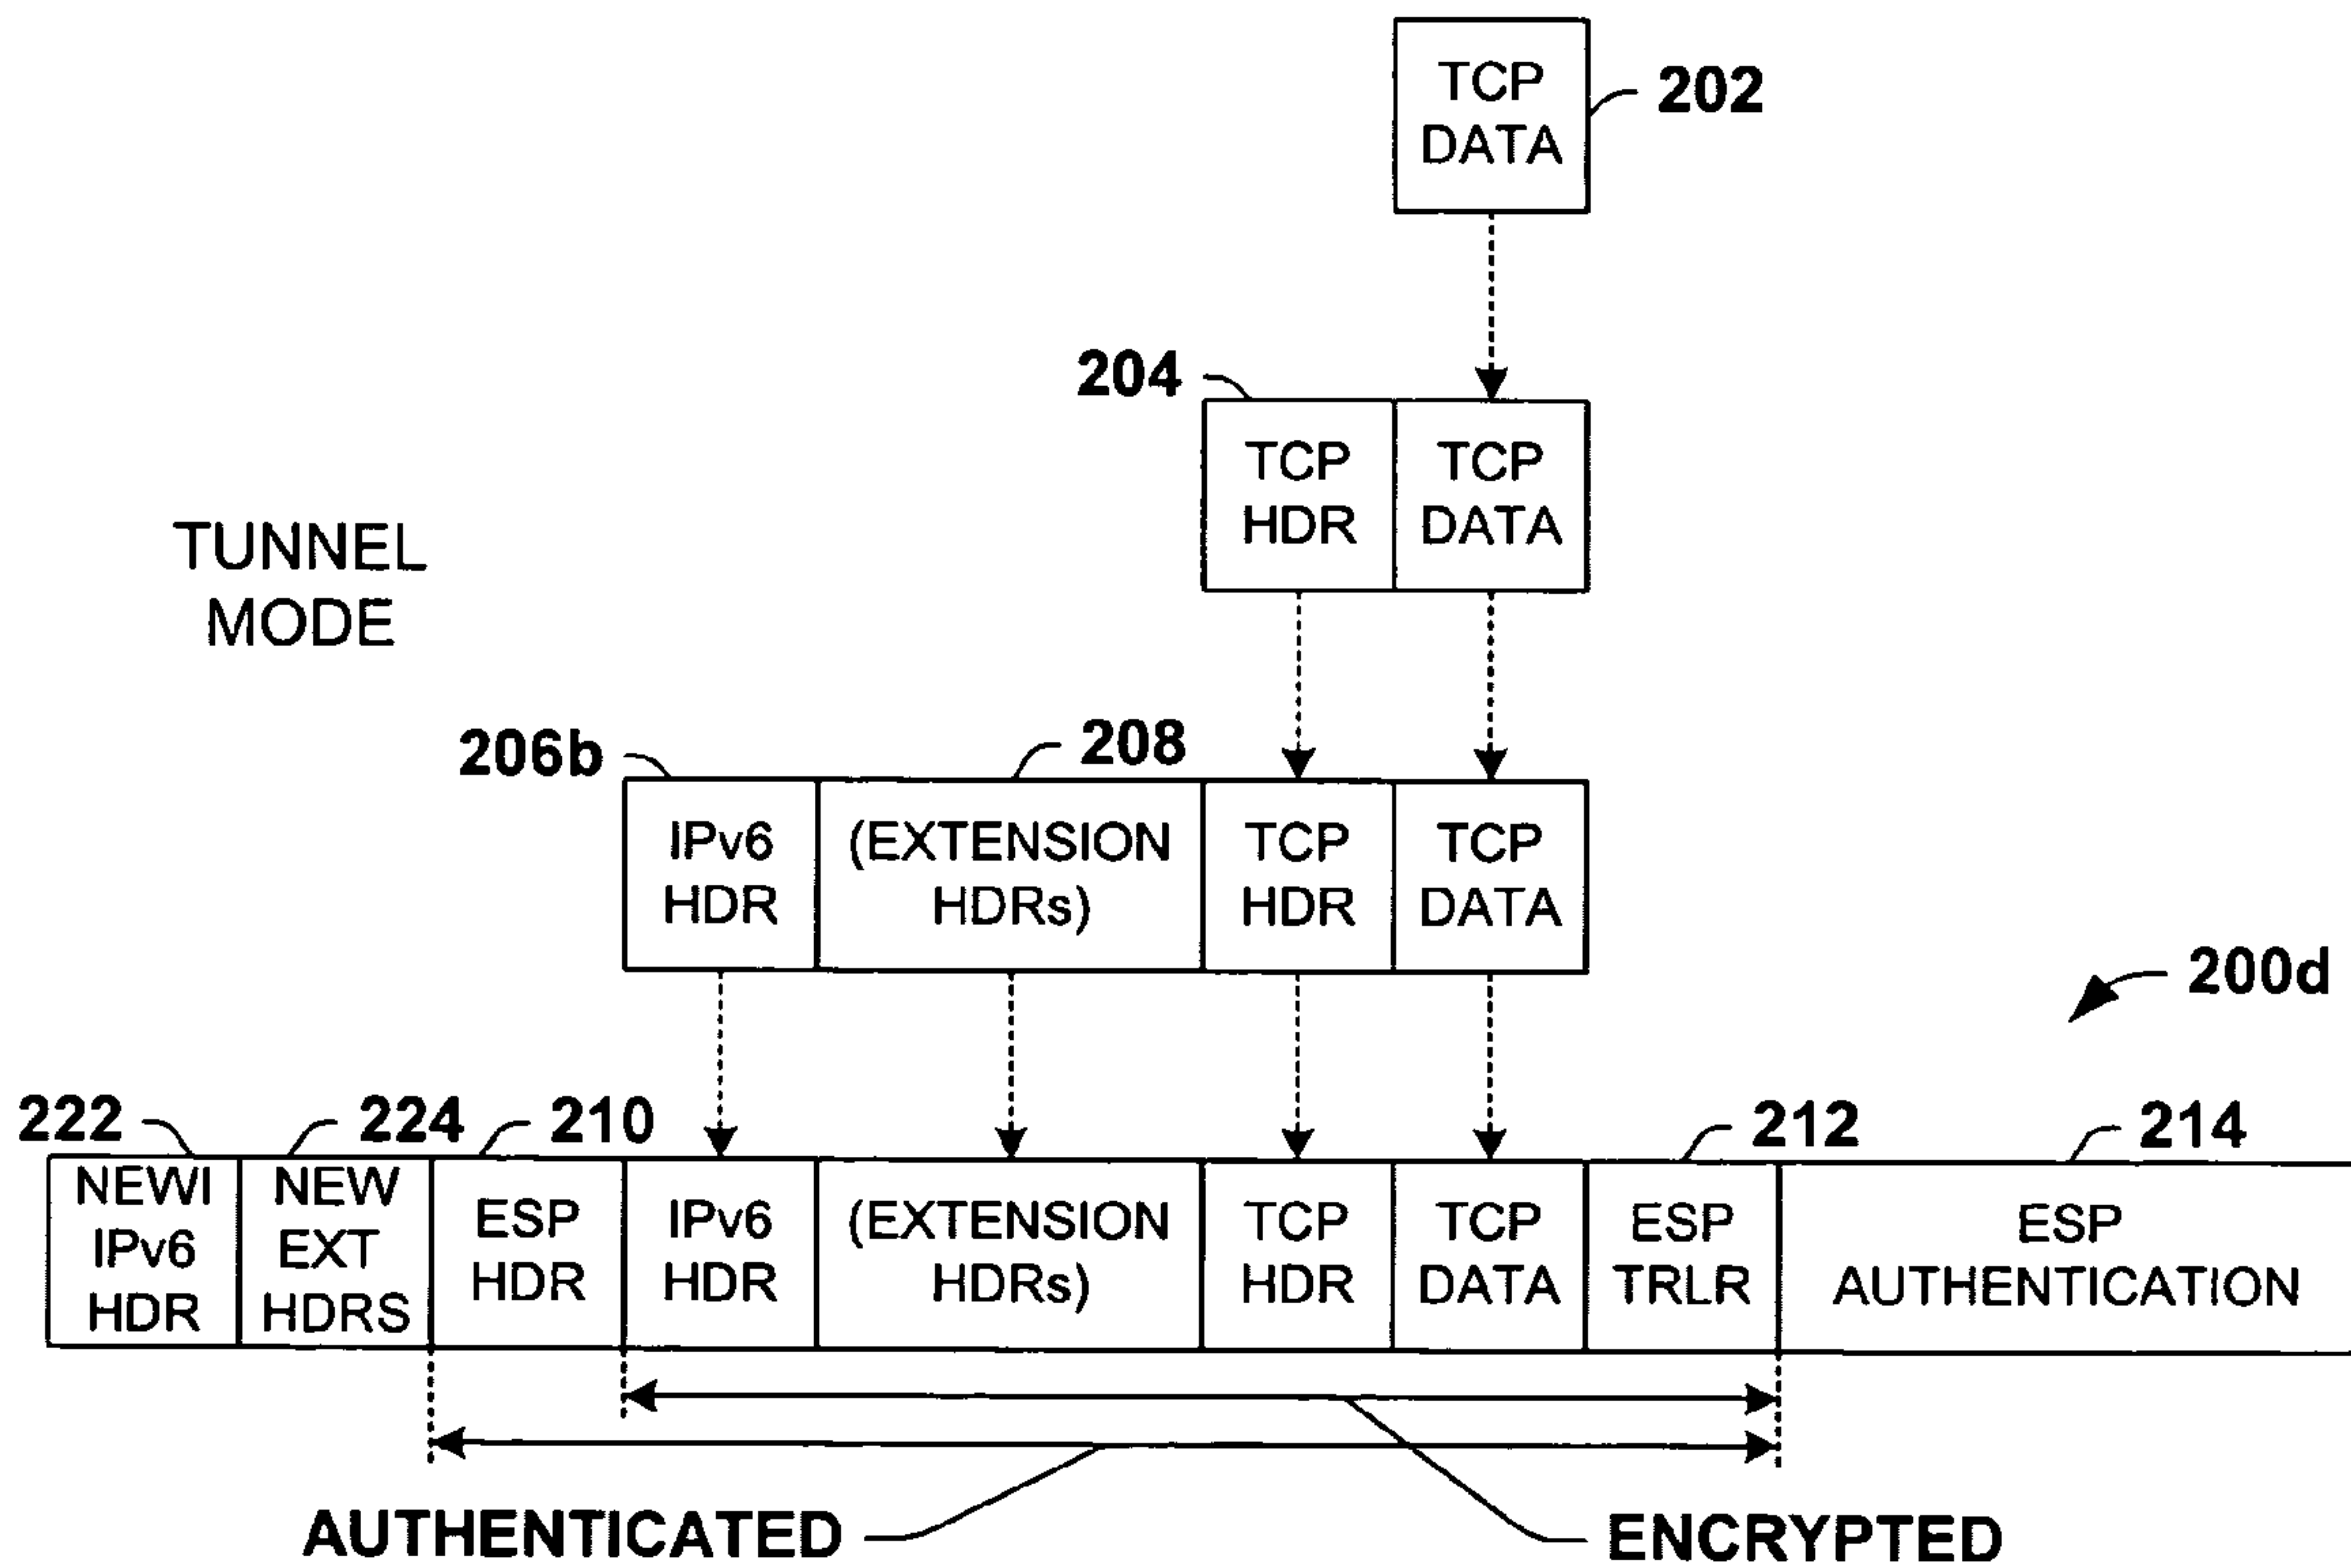 TCP
DATA
202
204
TCP
HDR
TCP
DATA
TUNNEL
MODE
206b
208
IPv6
HDR
(EXTENSION
HDRs)
TCP
HDR
TCP
DATA
200d
222
224
210
212
214
NEWI
IPv6
HDR
NEW
EXT
HDRS
ESP
HDR
IPv6
HDR
(EXTENSION
HDRs)
TCP
HDR
TCP
DATA
ESP
TRLR
ESP
AUTHENTICATION
AUTHENTICATED
ENCRYPTED